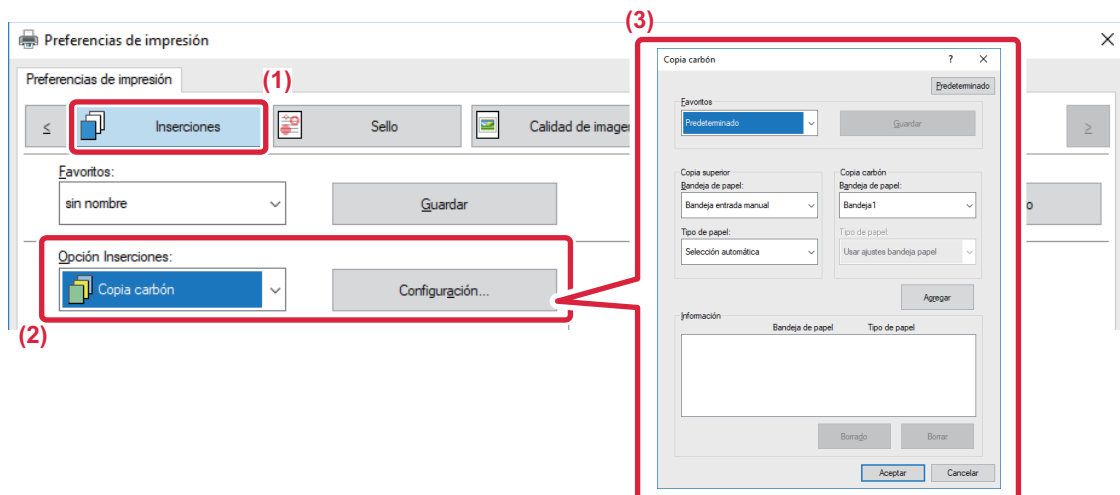 (3)
Preferencias de impresión
Preferencias de impresión
(1)
< Inserciones Sello Calidad de imagen >
Favoritos:
sin nombre Guardar
o
Opción Inserciones:
Copia carbón Configuración...
(2)
Copia carbón ? ×
Predeterminado
Favoritos
Predeterminado Guardar
Copia superior Copia carbón
Bandeja de papel: Bandeja de papel:
Bandeja entrada manual Bandeja1
Tipo de papel: Tipo de papel:
Selección automática Usar ajustes bandeja papel
Agregar
Información
Bandeja de papel Tipo de papel
Borrado Borrar
Aceptar Cancelar